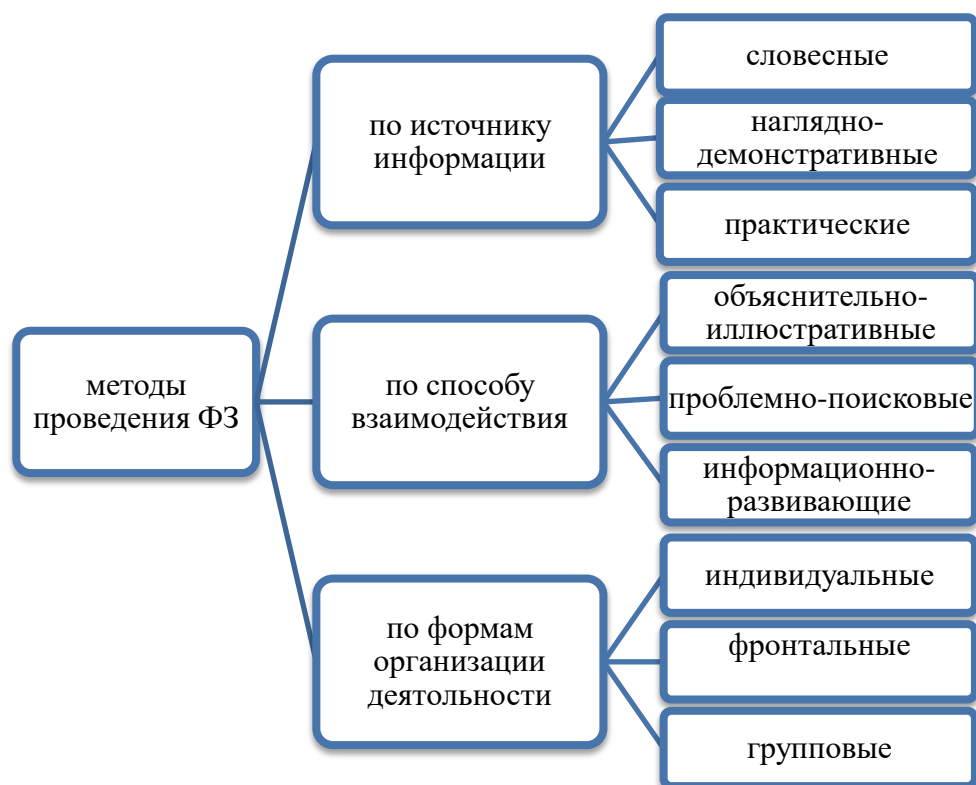 методы
проведения ФЗ
по источнику
информации
словесные
наглядно-
демонстративные
практические
по способу
взаимодействия
объяснительно-
иллюстративные
проблемно-поисковые
информационно-
развивающие
по формам
организации
деятольности
индивидуальные
фронтальные
групповые